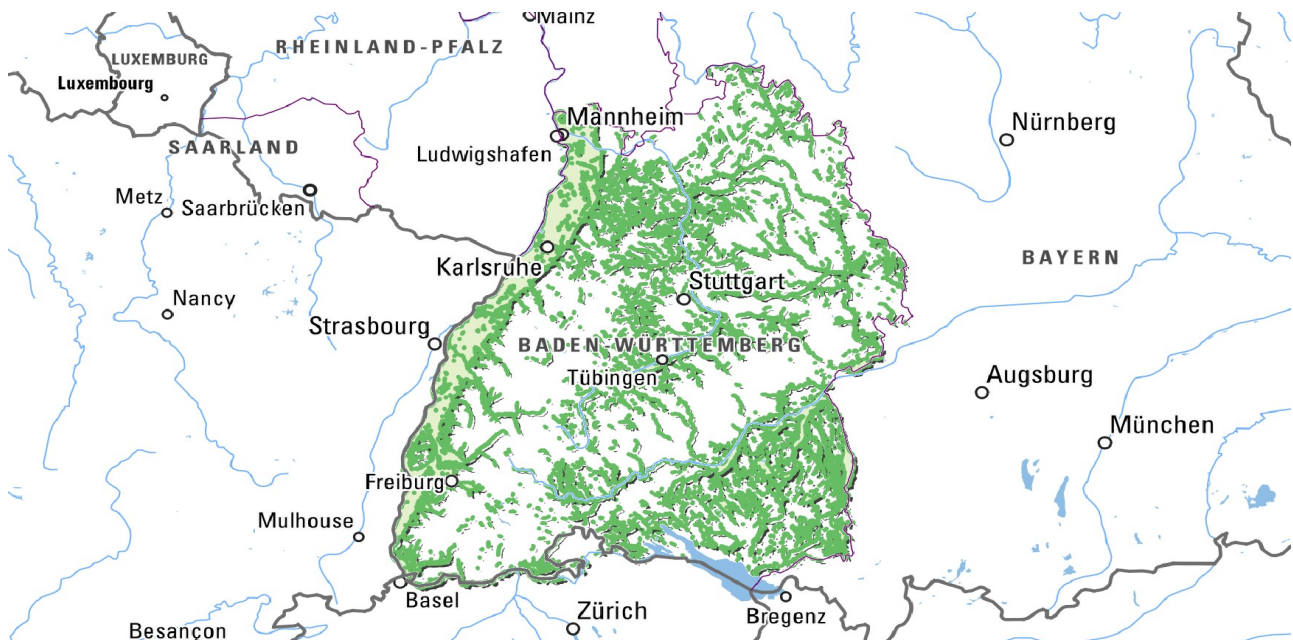 Mainz
RHEINLAND-PFALZ
LUXEMBURG
Luxembourg
Mannheim
Nürnberg
SAARLAND
Ludwigshafen
Metz
Saarbrücken
Karlsruhe
BAYERN
Stuttgart
Nancy
Strasbourg
BADEN-WÜRTTEMBERG
Tübingen
Augsburg
München
Freiburg
Mulhouse
Basel
Zürich
Bregenz
Besançon